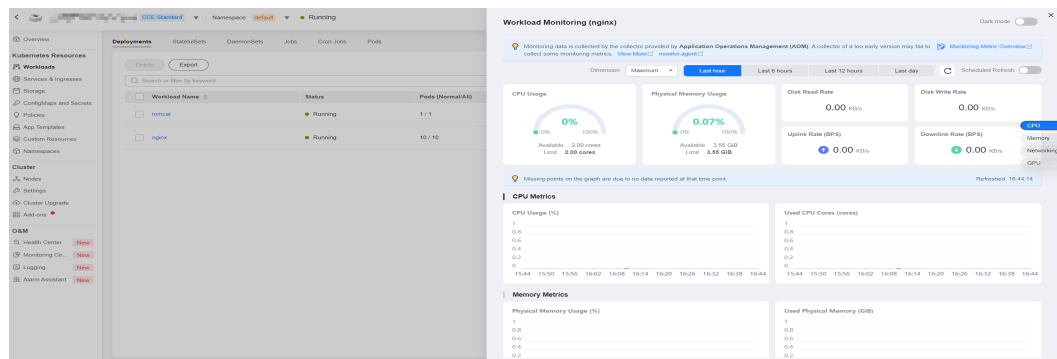 CCE Standard
Namespace: default
Running
Overview
Kubernetes Resources
Workloads
Services & Ingresses
Storage
ConfigMaps and Secrets
Policies
App Templates
Custom Resources
Namespaces
Cluster
Nodes
Settings
Cluster Upgrade
Add-ons
O&M
Health Center New
Monitoring Ce... New
Logging New
Alarm Assistant New
Deployments StatefulSets DaemonSets Jobs Cron Jobs Pods
Delete Export
Search or filter by keyword
Workload Name Status Pods (Normal/All)
tomcat Running 1 / 1
nginx Running 10 / 10
Workload Monitoring (nginx)
Dark mode
Monitoring data is collected by the collector provided by Application Operations Management (AOM). A collector of a too early version may fail to
collect some monitoring metrics. View More monitor.agent
Monitoring Metric Overview
Dimension Maximum Last hour Last 6 hours Last 12 hours Last day Scheduled Refresh
CPU Usage
0%
0% 100%
Available 2.00 cores
Limit 2.00 cores
Physical Memory Usage
0.07%
0% 100%
Available 3.55 GiB
Limit 3.55 GiB
Disk Read Rate
0.00 KB/s
Disk Write Rate
0.00 KB/s
Uplink Rate (BPS)
0.00 KB/s
Downlink Rate (BPS)
0.00 KB/s
CPU
Memory
Networking
GPU
Missing points on the graph are due to no data reported at that time point.
Refreshed: 16:44:14
CPU Metrics
CPU Usage (%)
1
0.8
0.6
0.4
0.2
0
15:44 15:50 15:56 16:02 16:08 16:14 16:20 16:26 16:32 16:38 16:44
Used CPU Cores (cores)
1
0.8
0.6
0.4
0.2
0
15:44 15:50 15:56 16:02 16:08 16:14 16:20 16:26 16:32 16:38 16:44
Memory Metrics
Physical Memory Usage (%)
1
0.8
0.6
0.4
0.2
Used Physical Memory (GiB)
1
0.8
0.6
0.4
0.2